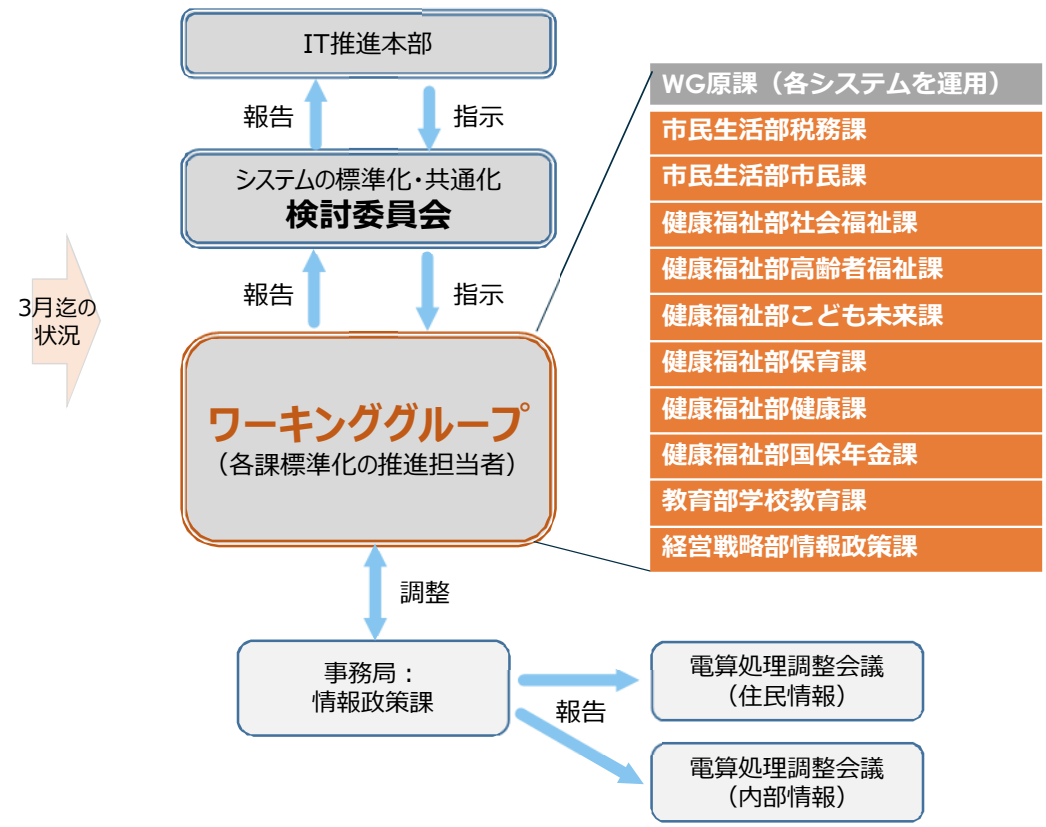 IT推進本部
報告
指示
システムの標準化・共通化
検討委員会
報告
指示
3月迄の
状況
ワーキンググループ
（各課標準化の推進担当者）
WG原課（各システムを運用）
市民生活部税務課
市民生活部市民課
健康福祉部社会福祉課
健康福祉部高齢者福祉課
健康福祉部こども未来課
健康福祉部保育課
健康福祉部健康課
健康福祉部国保年金課
教育部学校教育課
経営戦略部情報政策課
調整
事務局：
情報政策課
報告
電算処理調整会議
（住民情報）
電算処理調整会議
（内部情報）